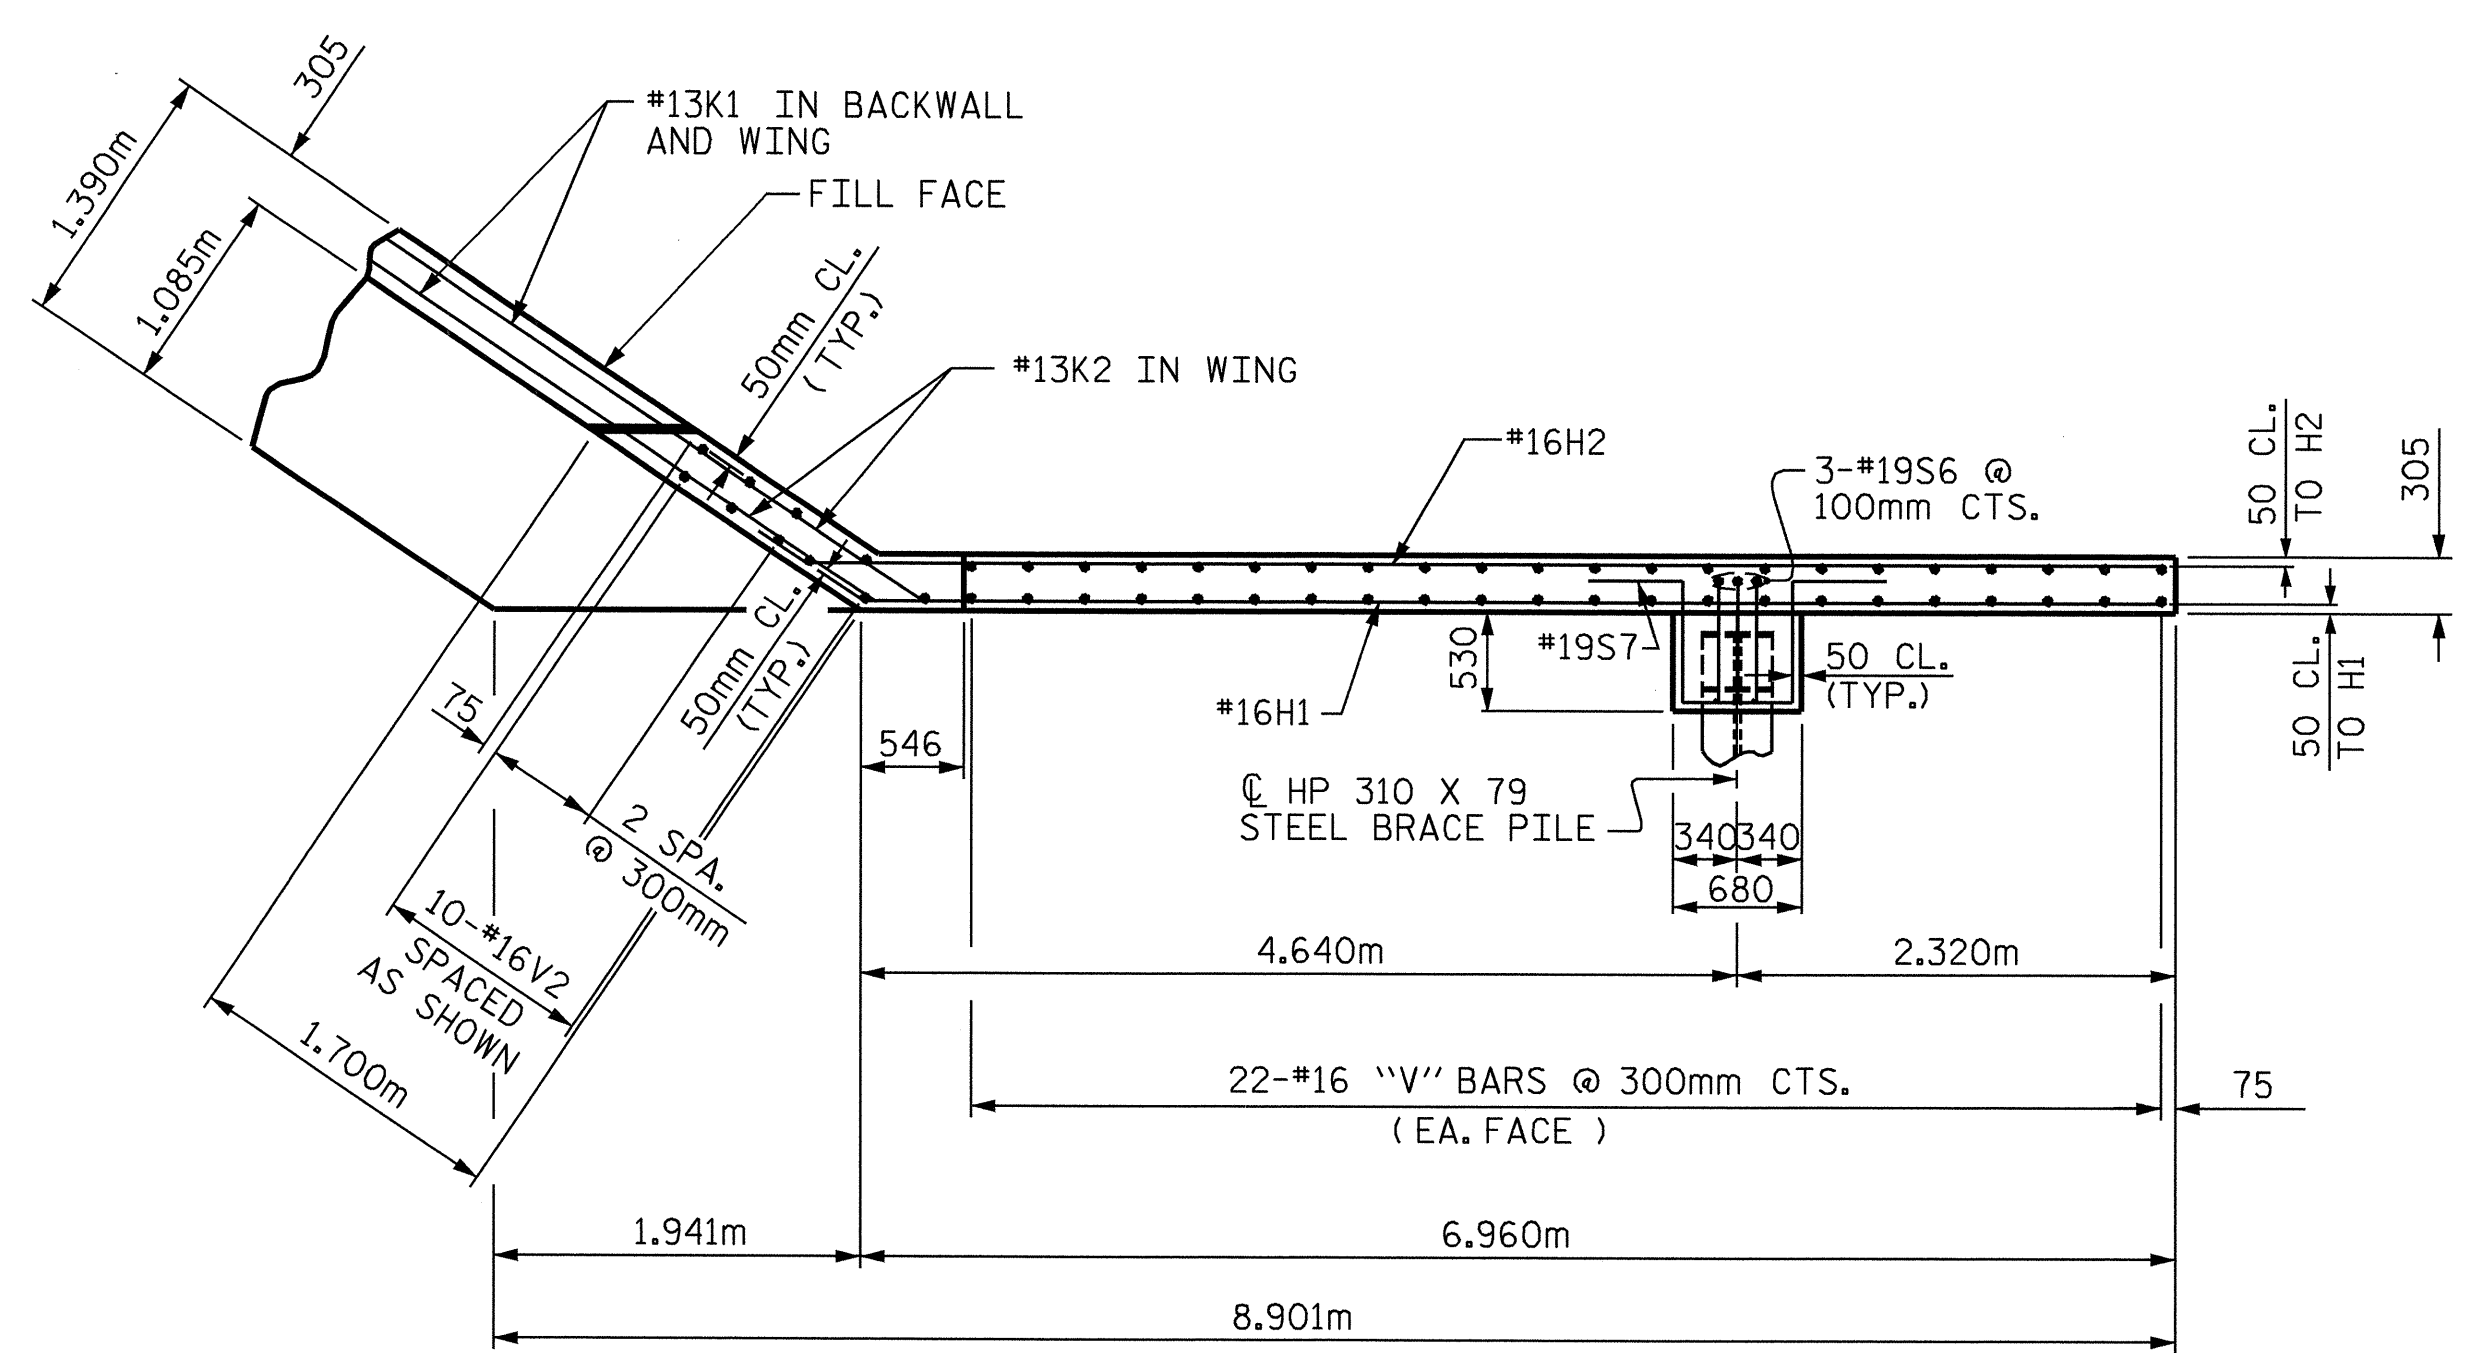 305
#13K1 IN BACKWALL
AND WING
1.390m
FILL FACE
1.085m
50mm CL.
(TYP.)
#13K2 IN WING
#16H2
3-#19S6 @
100mm CTS.
50 CL.
TO H2
305
#19S7
530
50 CL.
(TYP.)
50 CL.
TO H1
#16H1
50mm CL.
(TYP.)
75
546
℄ HP 310 X 79
STEEL BRACE PILE
2 SPA.
@ 300mm
340
340
680
10-#16V2
SPACED
AS SHOWN
4.640m
2.320m
1.700m
22-#16 "V" BARS @ 300mm CTS.
(EA. FACE)
75
1.941m
6.960m
8.901m